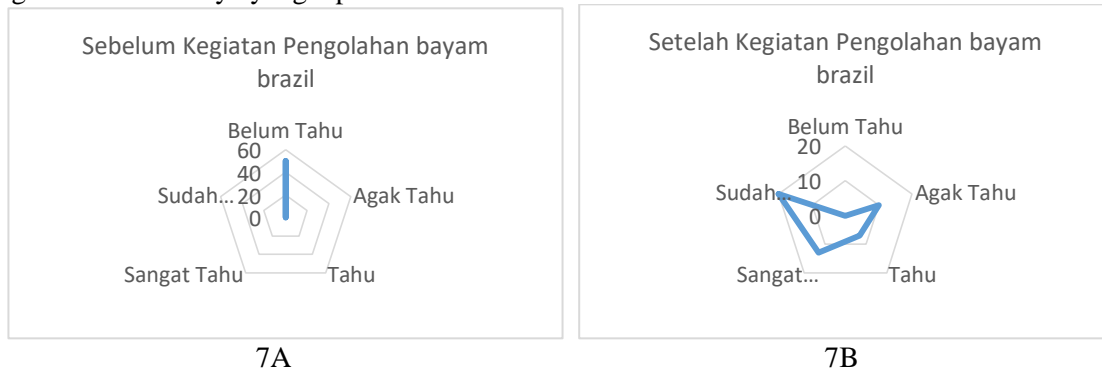 Sebelum Kegiatan Pengolahan bayam
brazil
Belum Tahu
60
40
20
0
Sudah...
Agak Tahu
Sangat Tahu
Tahu
7A
Setelah Kegiatan Pengolahan bayam
brazil
Belum Tahu
20
10
0
Sudah...
Agak Tahu
Sangat...
Tahu
7B